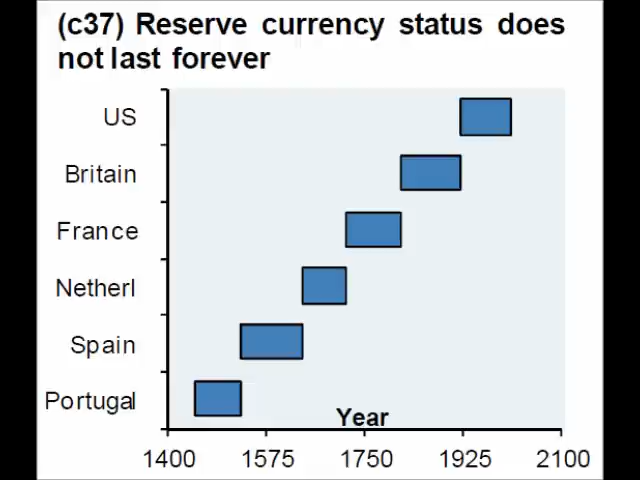 (c37) Reserve currency status does
not last forever
US
Britain
France
Netherl
Spain
Portugal
Year
1400 1575 1750 1925 2100